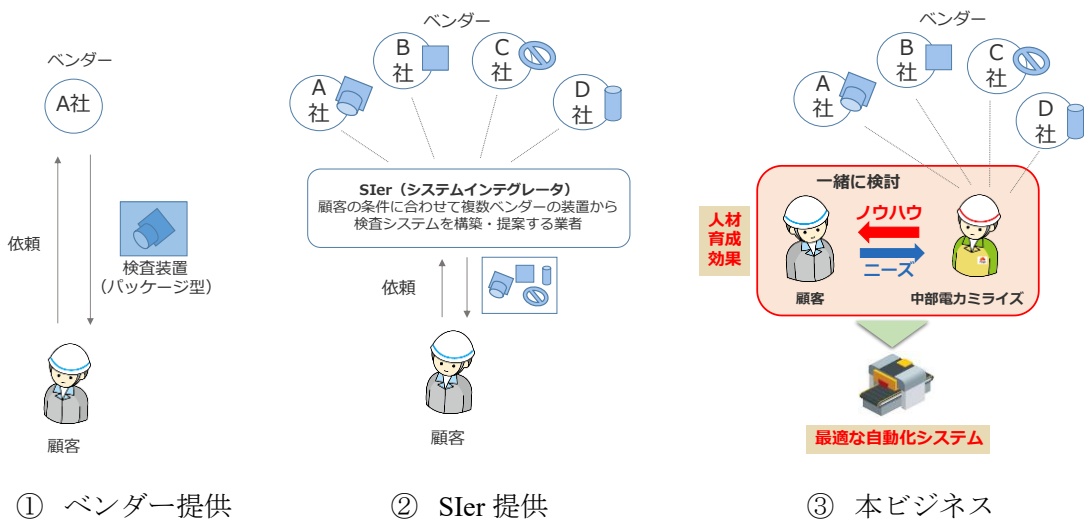 ベンダー
A社
依頼
検査装置
（パッケージ型）
顧客
① ベンダー提供
ベンダー
A
社
B
社
C
社
D
社
SIer（システムインテグレータ）
顧客の条件に合わせて複数ベンダーの装置から
検査システムを構築・提案する業者
依頼
顧客
② SIer 提供
ベンダー
A
社
B
社
C
社
D
社
一緒に検討
人材
育成
効果
ノウハウ
ニーズ
顧客
中部電力ミライズ
最適な自動化システム
③ 本ビジネス